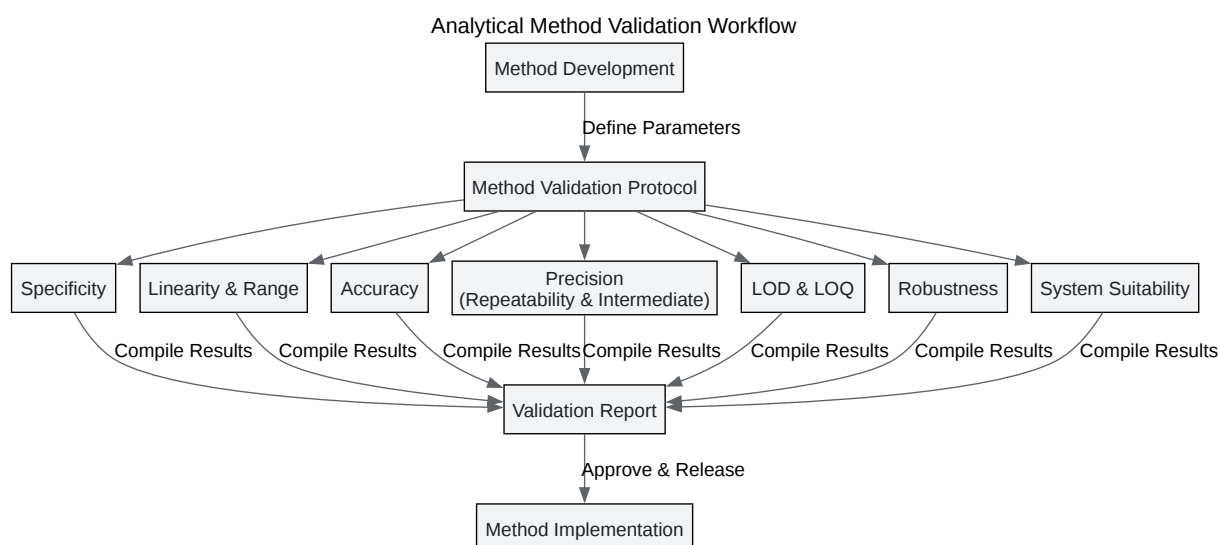 Analytical Method Validation Workflow
Method Development
Define Parameters
Method Validation Protocol
Specificity
Linearity & Range
Accuracy
Precision
(Repeatability & Intermediate)
LOD & LOQ
Robustness
System Suitability
Compile Results
Compile Results
Compile Results
Compile Results
Compile Results
Compile Results
Compile Results
Validation Report
Approve & Release
Method Implementation